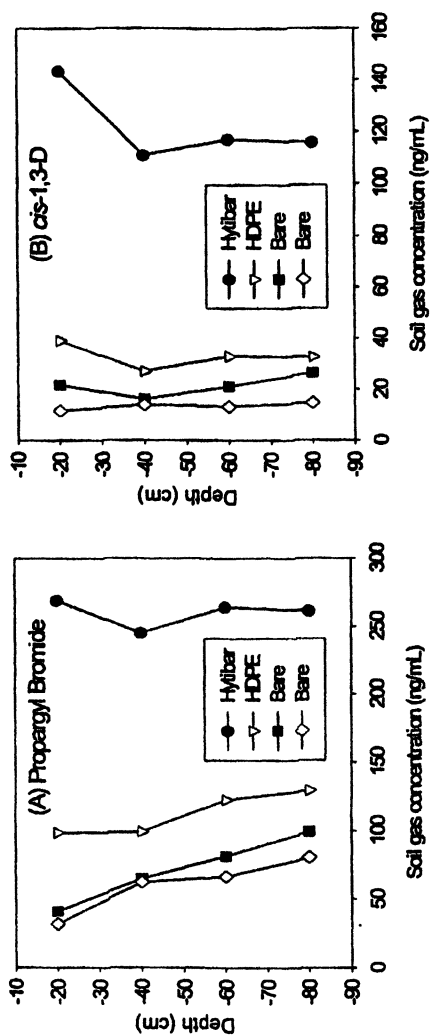 (A) Propargyl Bromide
-10
-20
-30
-40
-50
-60
-70
-80
-90
Depth (cm)
Hytibar
HDPE
Bare
Bare
0
50
100
150
200
250
300
Soil gas concentration (ng/mL)
(B) cis-1,3-D
-10
-20
-30
-40
-50
-60
-70
-80
-90
Depth (cm)
Hytibar
HDPE
Bare
Bare
0
20
40
60
80
100
120
140
160
Soil gas concentration (ng/mL)